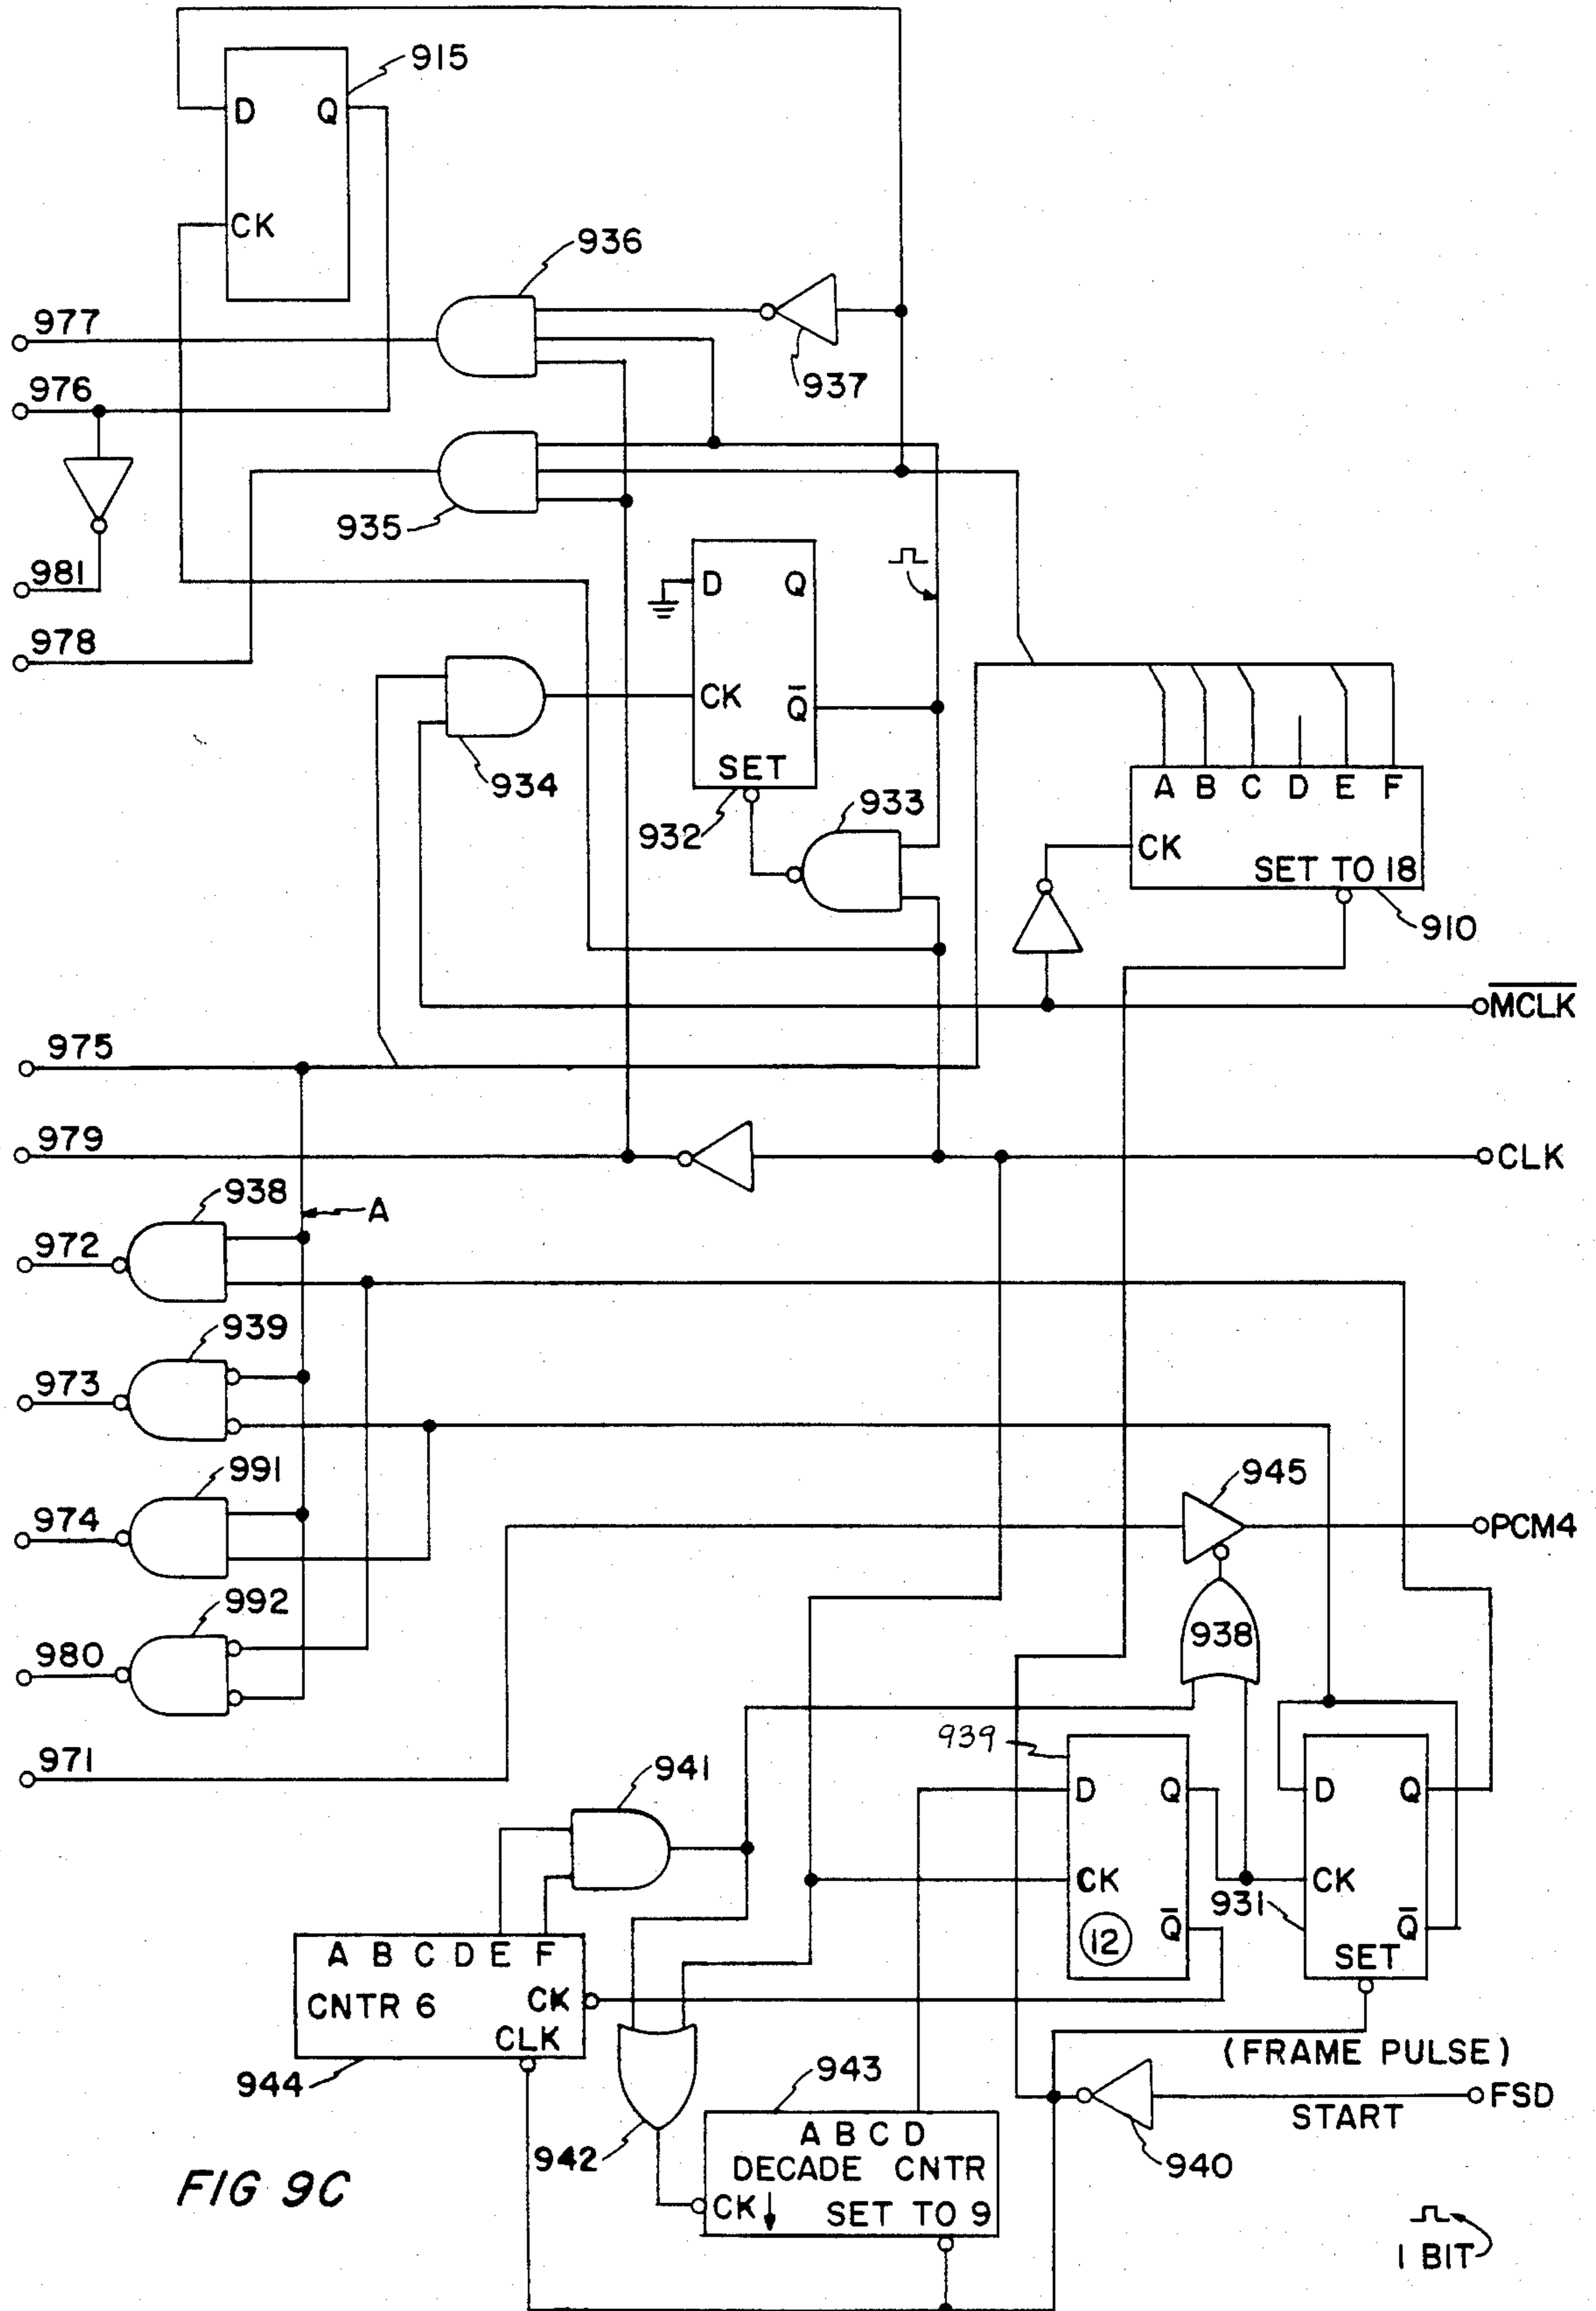 915
D Q
CK
936
977
976
937
935
981
978
D Q
CK Q̅
SET
934
932
933
A B C D E F
CK
SET TO 18
910
M̅C̅L̅K̅
975
979
CLK
938
A
972
939
973
991
974
992
980
971
945
PCM4
938
939
941
D Q
CK
12
Q̅
D Q
CK
931
Q̅
SET
A B C D E F
CNTR 6 CK
CLK
944
(FRAME PULSE)
943
FSD
START
942
A B C D
DECADE CNTR
CK↓ SET TO 9
940
FIG 9C
1 BIT